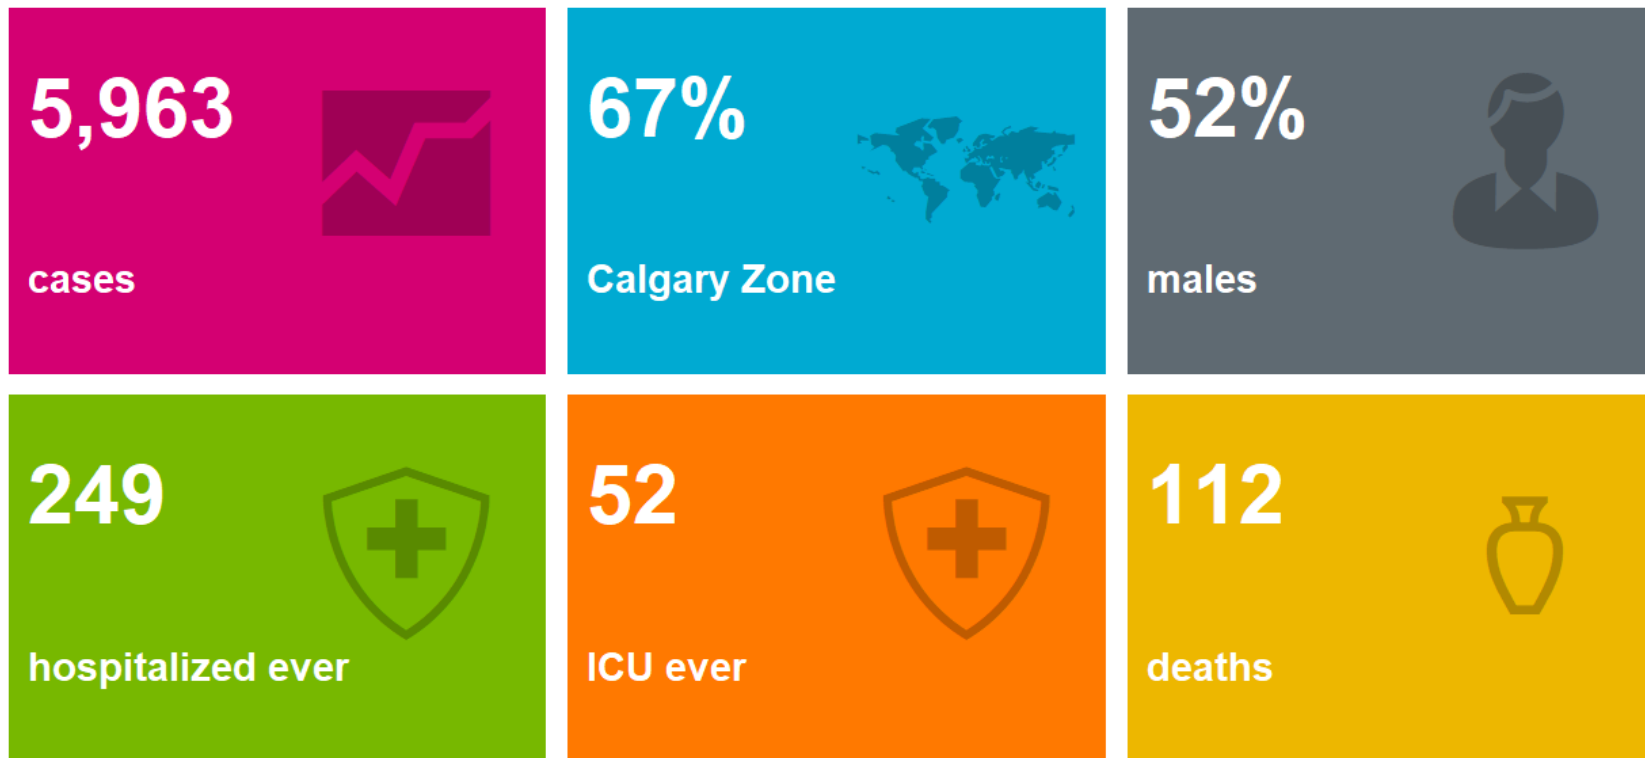 5,963
cases
67%
Calgary Zone
52%
males
249
hospitalized ever
52
ICU ever
112
deaths